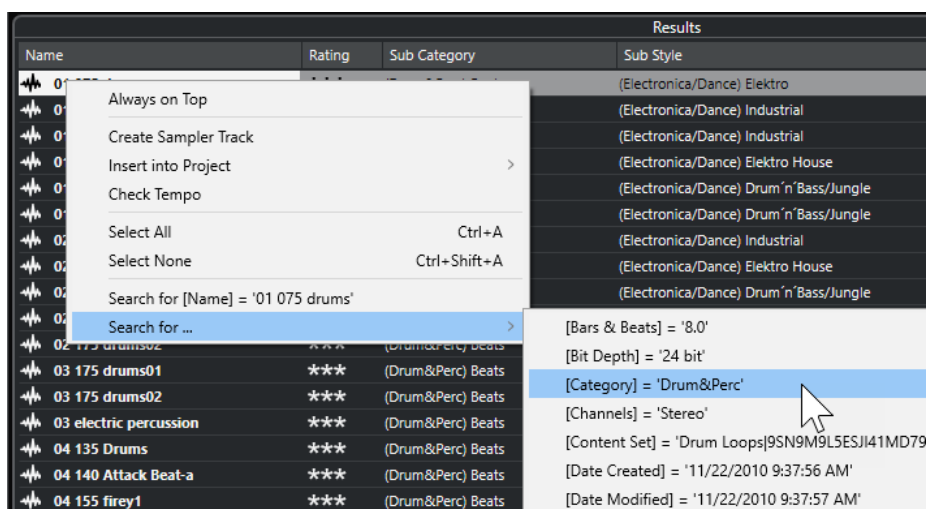 Results
Name Rating Sub Category Sub Style
(Electronica/Dance) Elektro
(Electronica/Dance) Industrial
(Electronica/Dance) Industrial
(Electronica/Dance) Elektro House
(Electronica/Dance) Drum´n´Bass/Jungle
(Electronica/Dance) Drum´n´Bass/Jungle
(Electronica/Dance) Industrial
(Electronica/Dance) Elektro House
(Electronica/Dance) Drum´n´Bass/Jungle
Always on Top
Create Sampler Track
Insert into Project
Check Tempo
Select All Ctrl+A
Select None Ctrl+Shift+A
Search for [Name] = '01 075 drums'
Search for ...
[Bars & Beats] = '8.0'
[Bit Depth] = '24 bit'
[Category] = 'Drum&Perc'
[Channels] = 'Stereo'
[Content Set] = 'Drum Loops|9SN9M9L5ESJI41MD79
[Date Created] = '11/22/2010 9:37:56 AM'
[Date Modified] = '11/22/2010 9:37:57 AM'
02 175 drums02 *** (Drum&Perc) Beats
03 175 drums01 *** (Drum&Perc) Beats
03 175 drums02 *** (Drum&Perc) Beats
03 electric percussion *** (Drum&Perc) Beats
04 135 Drums *** (Drum&Perc) Beats
04 140 Attack Beat-a *** (Drum&Perc) Beats
04 155 firey1 *** (Drum&Perc) Beats